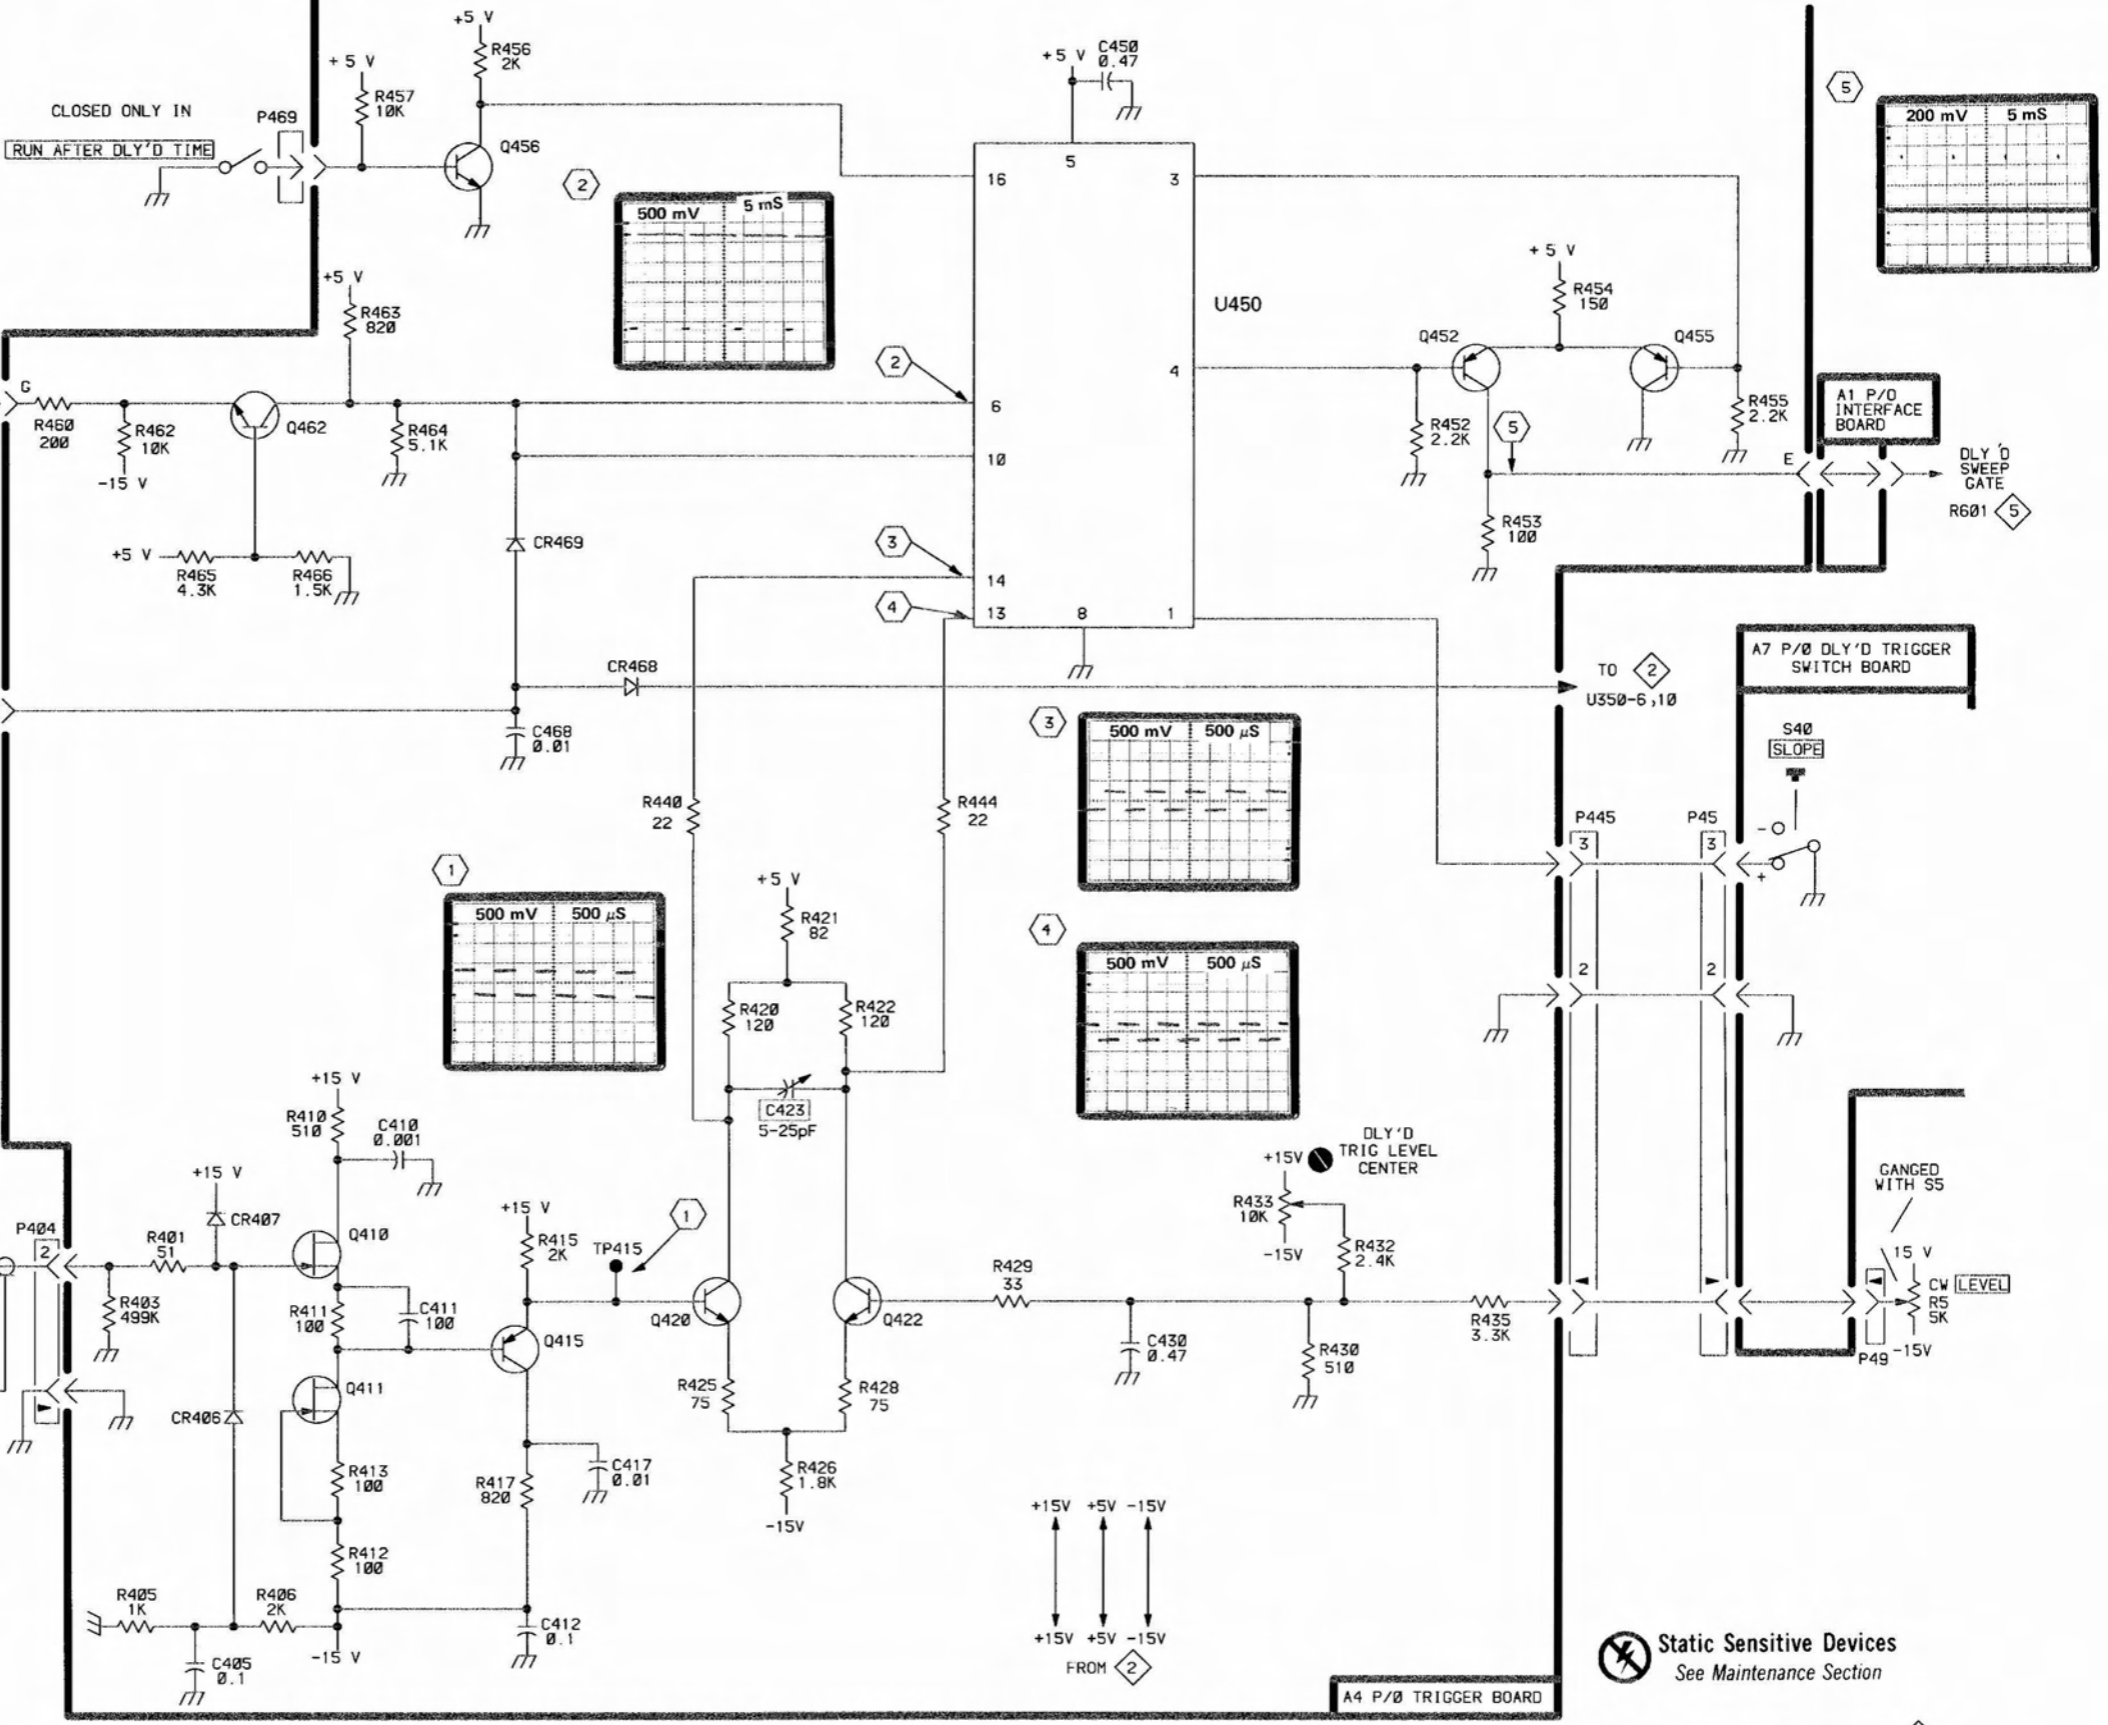 CLOSED ONLY IN
RUN AFTER DLY'D TIME
P469
+5 V
R457
10K
+5 V
R456
2K
Q456
+5 V
C450
0.47
5
16
3
U450
2
500 mV 5 mS
5
200 mV 5 mS
+5 V
R463
820
G
R460
200
R462
10K
-15 V
Q462
R464
5.1K
+5 V
R465
4.3K
R466
1.5K
2
6
10
CR469
3
14
4
13
8
1
4
+5 V
R454
150
Q452
Q455
R452
2.2K
5
R455
2.2K
R453
100
E
A1 P/O
INTERFACE
BOARD
DLY'D
SWEEP
GATE
R601 5
CR468
C468
0.01
TO 2
U350-6,10
A7 P/Ø DLY'D TRIGGER
SWITCH BOARD
S40
SLOPE
-
+
P445
3
P45
3
2
2
R440
22
R444
22
3
500 mV 500 µS
4
500 mV 500 µS
1
500 mV 500 µS
+5 V
R421
82
R420
120
R422
120
C423
5-25pF
+15 V
R410
510
C410
0.001
+15 V
CR407
P404
2
R401
51
Q410
R403
499K
R411
100
C411
100
+15 V
R415
2K
TP415
1
Q415
Q420
Q422
R425
75
R428
75
R426
1.8K
-15V
Q411
CR406
R413
100
R412
100
R417
820
C417
0.01
R405
1K
R406
2K
C405
0.1
-15 V
C412
0.1
R429
33
C430
0.47
R430
510
DLY'D
TRIG LEVEL
CENTER
+15V
R433
10K
-15V
R432
2.4K
R435
3.3K
GANGED
WITH S5
15 V
CW LEVEL
R5
5K
-15V
P49
+15V +5V -15V
+15V +5V -15V
FROM 2
A4 P/Ø TRIGGER BOARD
Static Sensitive Devices
See Maintenance Section